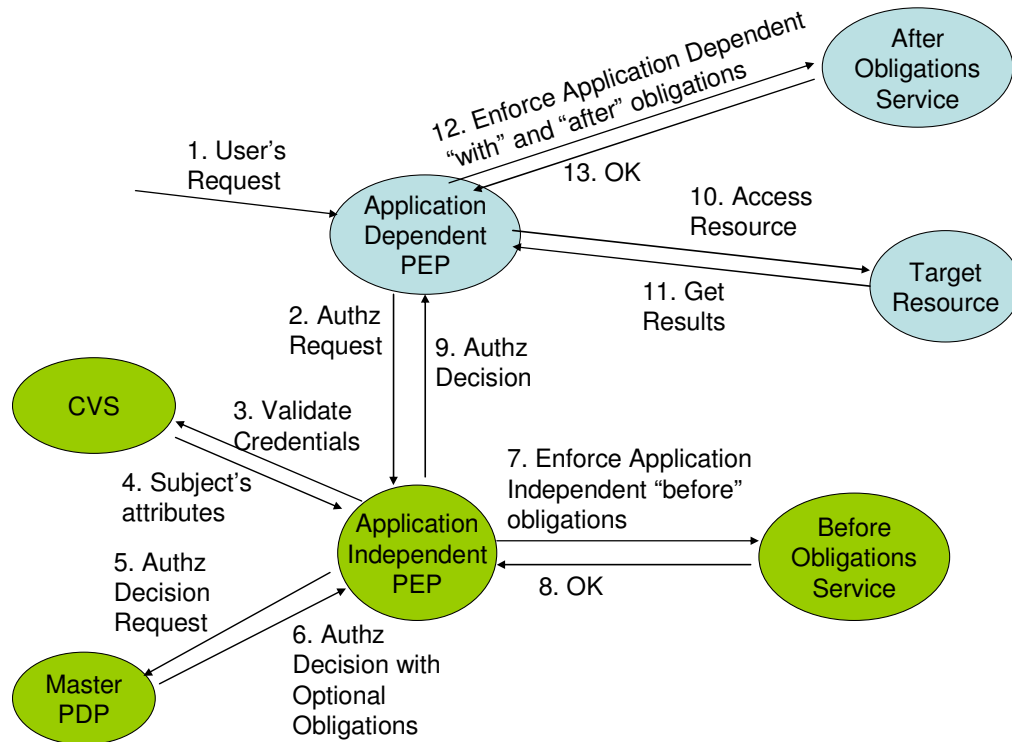 After
Obligations
Service
12. Enforce Application Dependent
“with” and “after” obligations
13. OK
1. User’s
Request
Application
Dependent
PEP
10. Access
Resource
Target
Resource
11. Get
Results
2. Authz
Request
9. Authz
Decision
CVS
3. Validate
Credentials
4. Subject’s
attributes
7. Enforce Application
Independent “before”
obligations
Application
Independent
PEP
Before
Obligations
Service
8. OK
5. Authz
Decision
Request
6. Authz
Decision with
Optional
Obligations
Master
PDP